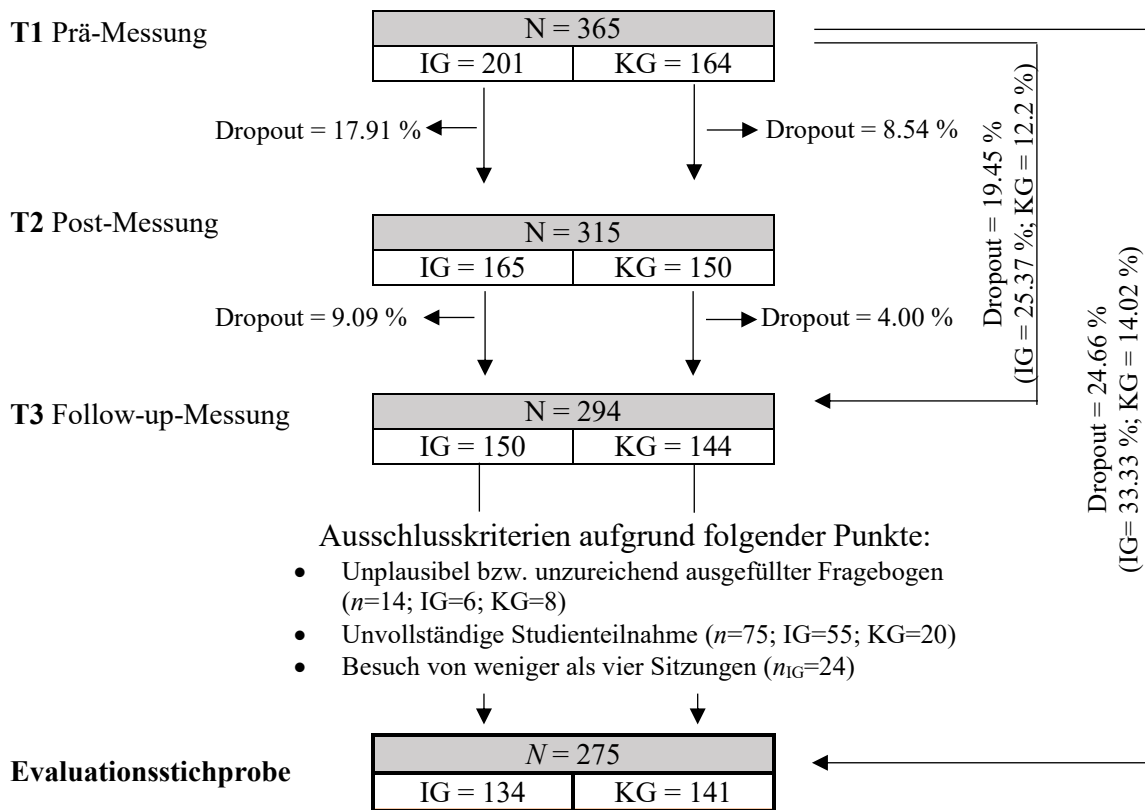 T1 Prä-Messung
N = 365
IG = 201 KG = 164
Dropout = 17.91 % Dropout = 8.54 %
T2 Post-Messung
N = 315
IG = 165 KG = 150
Dropout = 9.09 % Dropout = 4.00 %
T3 Follow-up-Messung
N = 294
IG = 150 KG = 144
Dropout = 19.45 %
(IG = 25.37 %; KG = 12.2 %)
Dropout = 24.66 %
(IG= 33.33 %; KG = 14.02 %)
Ausschlusskriterien aufgrund folgender Punkte:
• Unplausibel bzw. unzureichend ausgefüllter Fragebogen
(n=14; IG=6; KG=8)
• Unvollständige Studienteilnahme (n=75; IG=55; KG=20)
• Besuch von weniger als vier Sitzungen (nIG=24)
Evaluationsstichprobe
N = 275
IG = 134 KG = 141